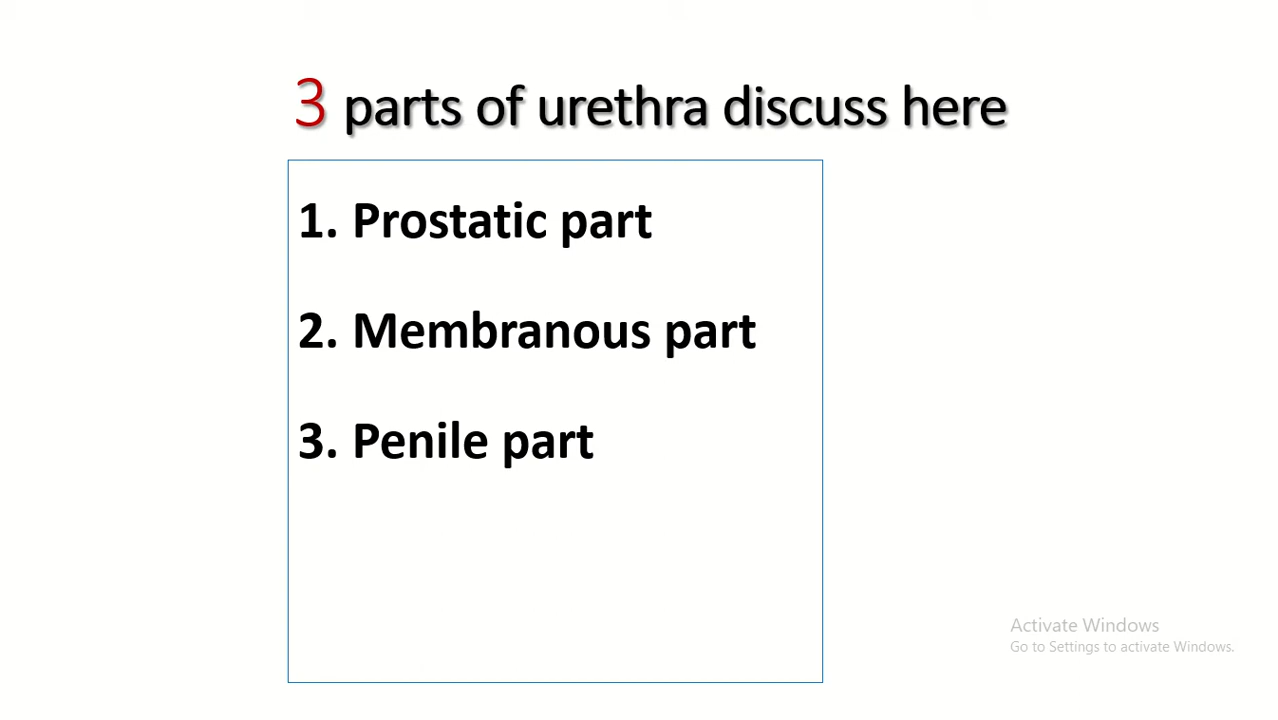 3 parts of urethra discuss here
1. Prostatic part
2. Membranous part
3. Penile part
Activate Windows
Go to Settings to activate Windows.